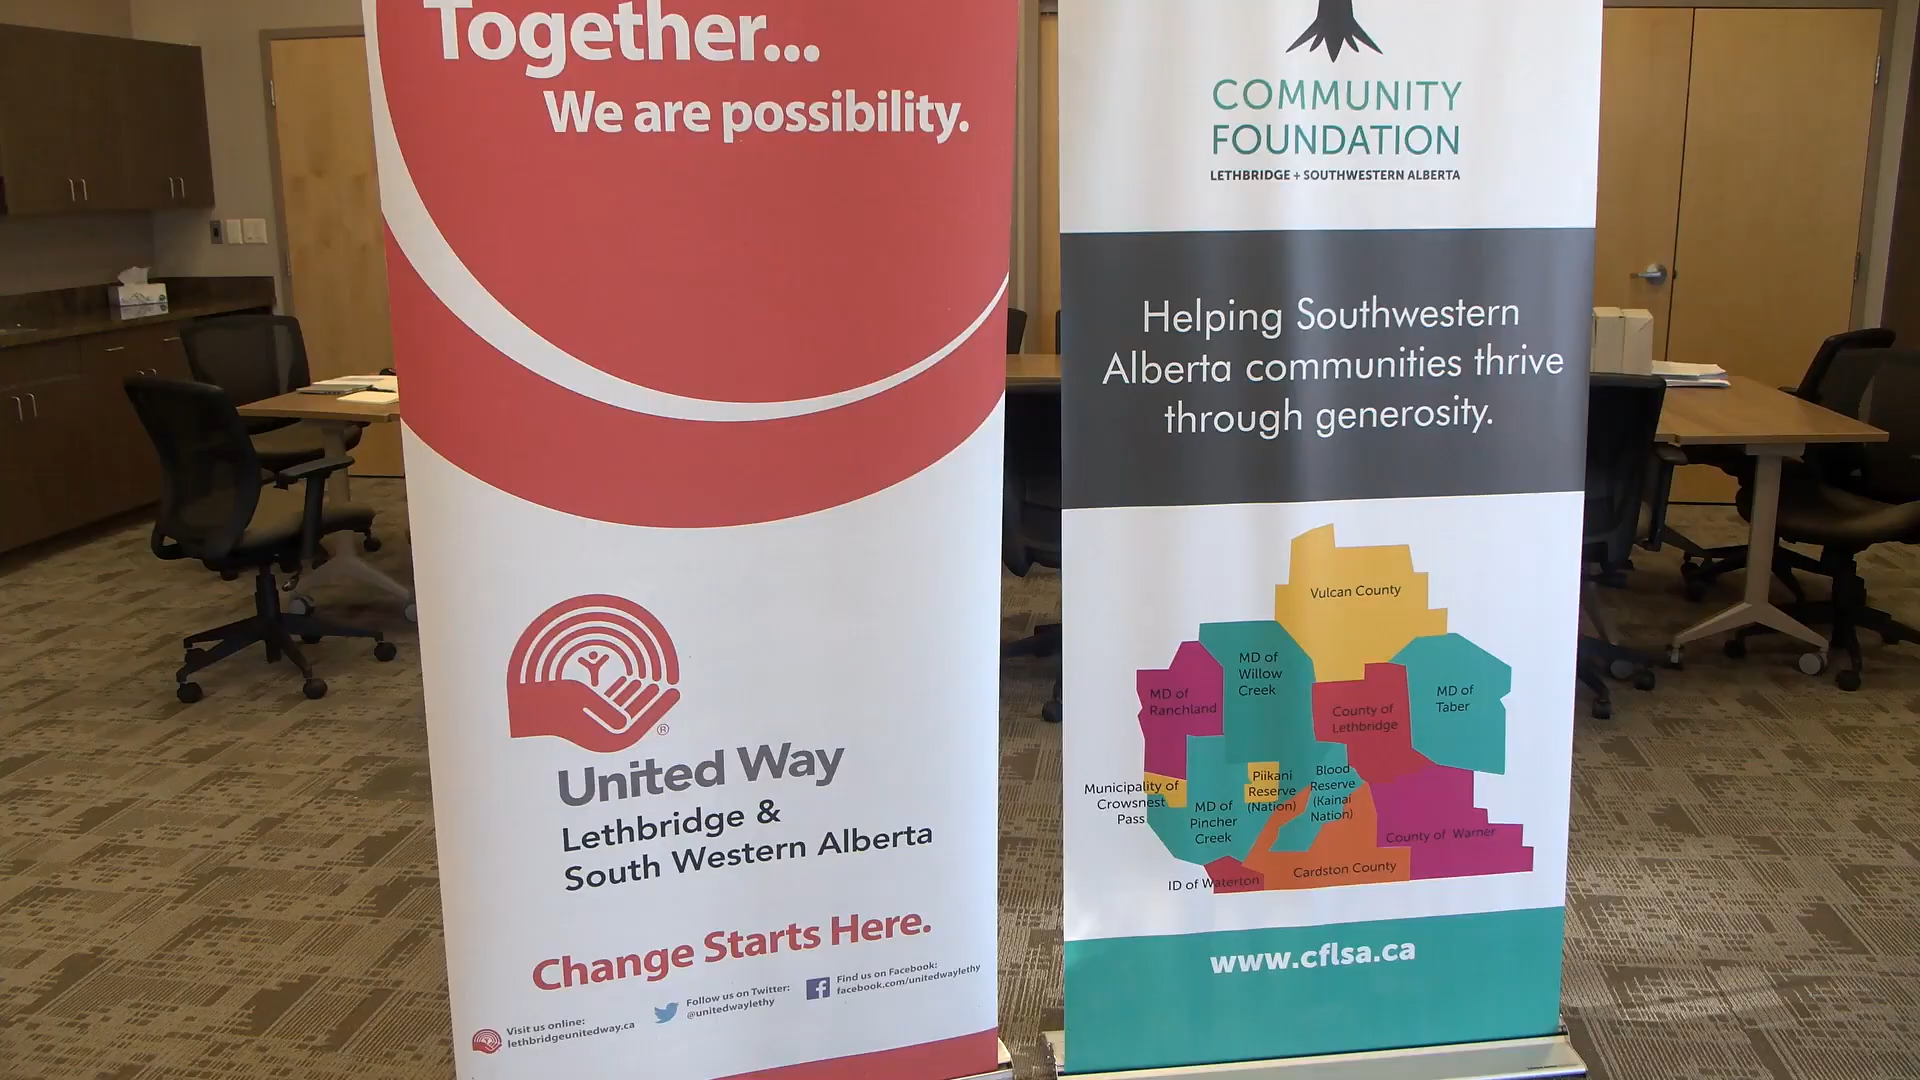 Together...
We are possibility.
®
United Way
Lethbridge &
South Western Alberta
Change Starts Here.
Visit us online:
lethbridgeunitedway.ca
Follow us on Twitter:
@unitedwaylethy
Find us on Facebook:
facebook.com/unitedwaylethy
COMMUNITY
FOUNDATION
LETHBRIDGE + SOUTHWESTERN ALBERTA
Helping Southwestern
Alberta communities thrive
through generosity.
Vulcan County
MD of
Willow
Creek
MD of
Ranchland
County of
Lethbridge
MD of
Taber
Municipality of
Crowsnest
Pass
MD of
Pincher
Creek
Piikani
Reserve
(Nation)
Blood
Reserve
(Kainai
Nation)
County of Warner
Cardston County
ID of Waterton
www.cflsa.ca